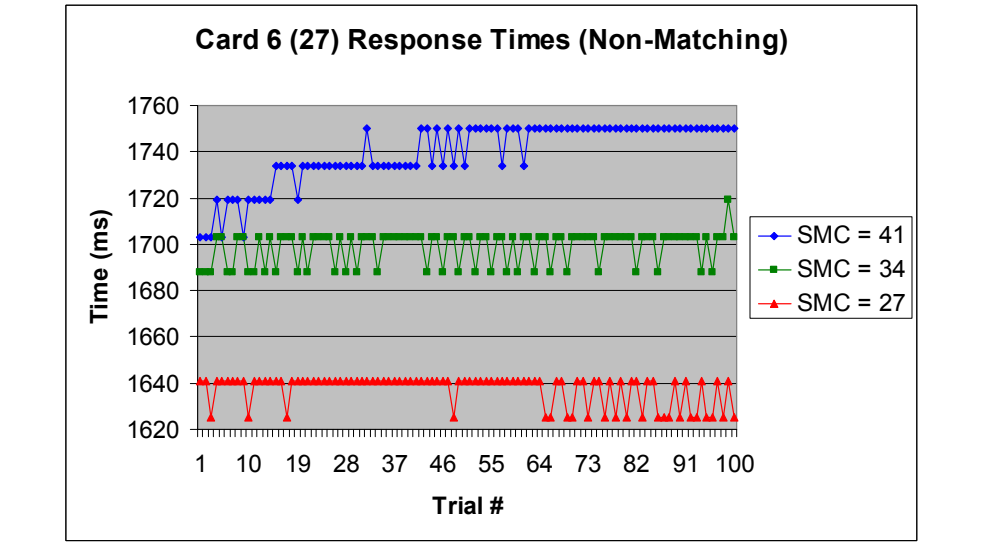 Card 6 (27) Response Times (Non-Matching)
1760
1740
1720
1700
1680
1660
1640
1620
Time (ms)
1 10 19 28 37 46 55 64 73 82 91 100
Trial #
SMC = 41
SMC = 34
SMC = 27